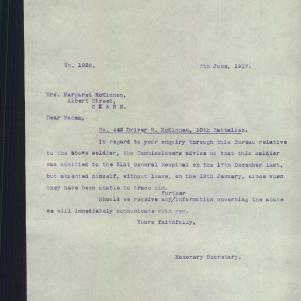 5th June, 1917.
Mrs. Margaret McKinnon,
Albert Street,
Dear Madam,
Driver R. McKinnon, 10th Battalion.
In regard to your enquiry through this Bureau relative
to the above soldier, the Commissioners advise us that this soldier
was admitted to the 51st General Hospital on the 17th December last,
but absented himself, without leave, on the 12th January, since when
they have been unable to trace him.
further
Should we receive any/information concerning the above
we will immediately communicate with you.
Yours faithfully,
Honorary Secretary.